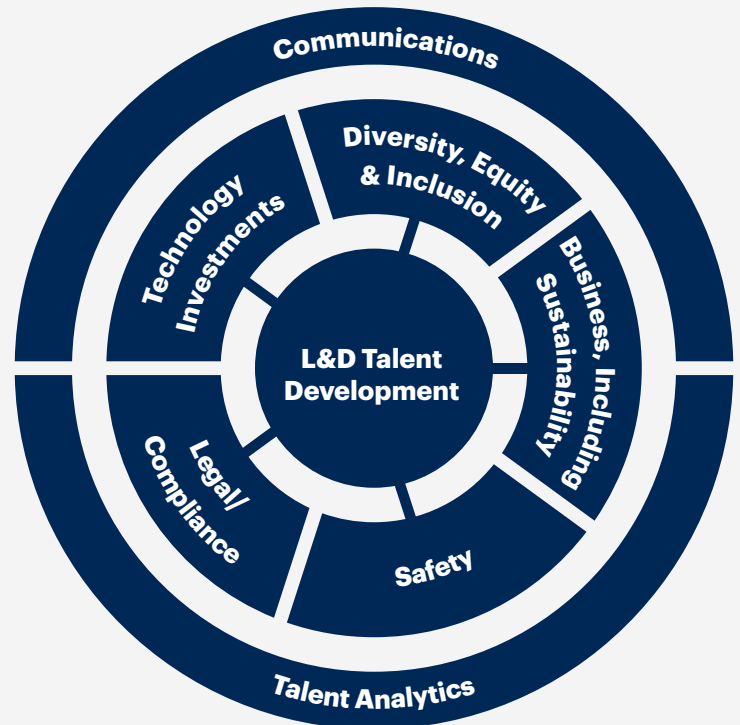 Communications
Diversity, Equity
& Inclusion
Technology
Investments
Business, Including
Sustainability
L&D Talent
Development
Legal/
Compliance
Safety
Talent Analytics